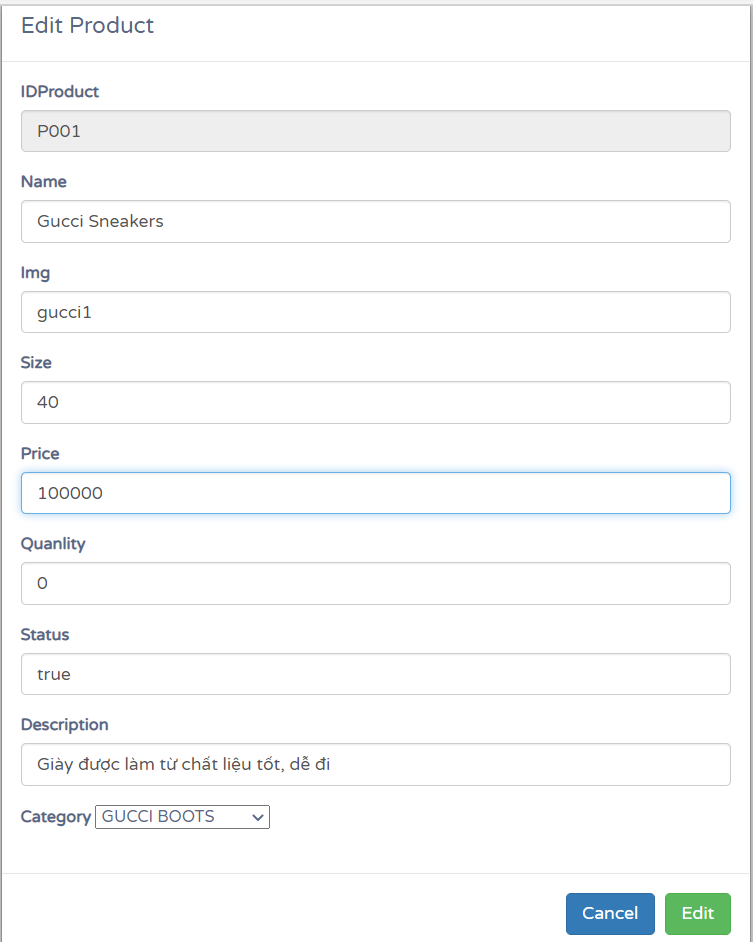 Edit Product
IDProduct
P001
Name
Gucci Sneakers
Img
gucci1
Size
40
Price
100000
Quanlity
0
Status
true
Description
Giày được làm từ chất liệu tốt, dễ đi
Category GUCCI BOOTS
Cancel Edit